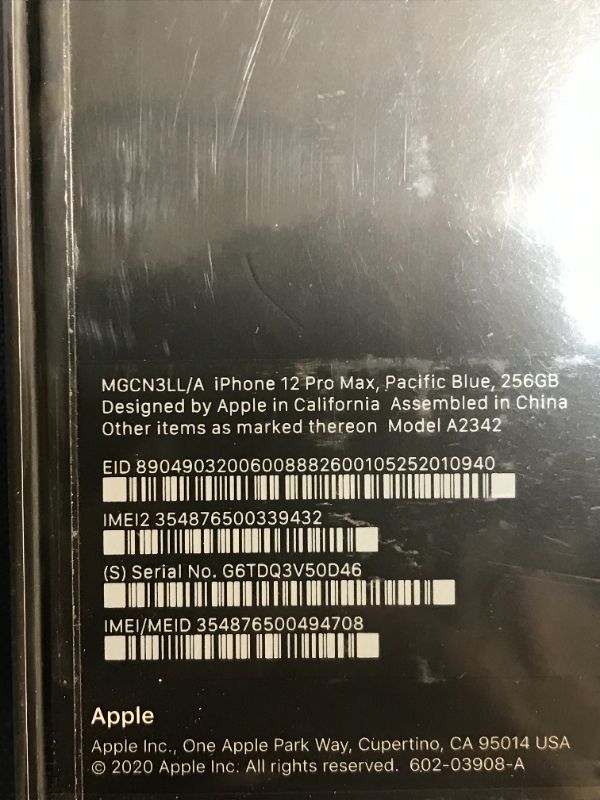 MGCN3LL/A iPhone 12 Pro Max, Pacific Blue, 256GB
Designed by Apple in California Assembled in China
Other items as marked thereon Model A2342
EID 89049032006008882600105252010940
IMEI2 354876500339432
(S) Serial No. G6TDQ3V50D46
IMEI/MEID 354876500494708
Apple
Apple Inc., One Apple Park Way, Cupertino, CA 95014 USA
© 2020 Apple Inc. All rights reserved. 602-03908-A